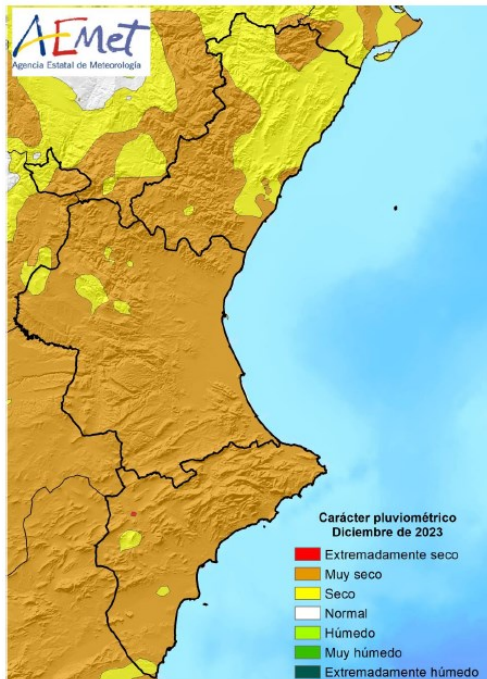 AEmet
Agencia Estatal de Meteorología
Carácter pluviométrico
Diciembre de 2023
Extremadamente seco
Muy seco
Seco
Normal
Húmedo
Muy húmedo
Extremadamente húmedo